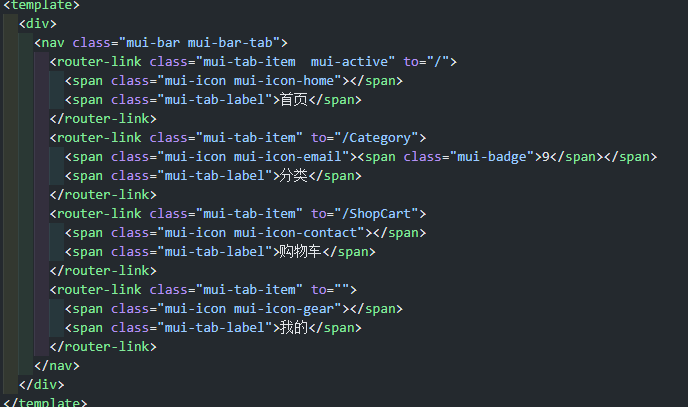 <template>
  <div>
    <nav class="mui-bar mui-bar-tab">
      <router-link class="mui-tab-item  mui-active" to="/">
        <span class="mui-icon mui-icon-home"></span>
        <span class="mui-tab-label">首页</span>
      </router-link>
      <router-link class="mui-tab-item" to="/Category">
        <span class="mui-icon mui-icon-email"><span class="mui-badge">9</span></span>
        <span class="mui-tab-label">分类</span>
      </router-link>
      <router-link class="mui-tab-item" to="/ShopCart">
        <span class="mui-icon mui-icon-contact"></span>
        <span class="mui-tab-label">购物车</span>
      </router-link>
      <router-link class="mui-tab-item" to="">
        <span class="mui-icon mui-icon-gear"></span>
        <span class="mui-tab-label">我的</span>
      </router-link>
    </nav>
  </div>
</template>